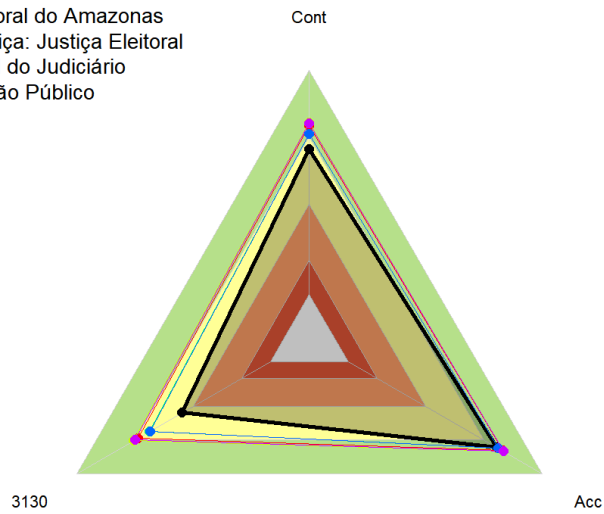 oral do Amazonas
iça: Justiça Eleitoral
do Judiciário
ão Público
Cont
3130
Acc